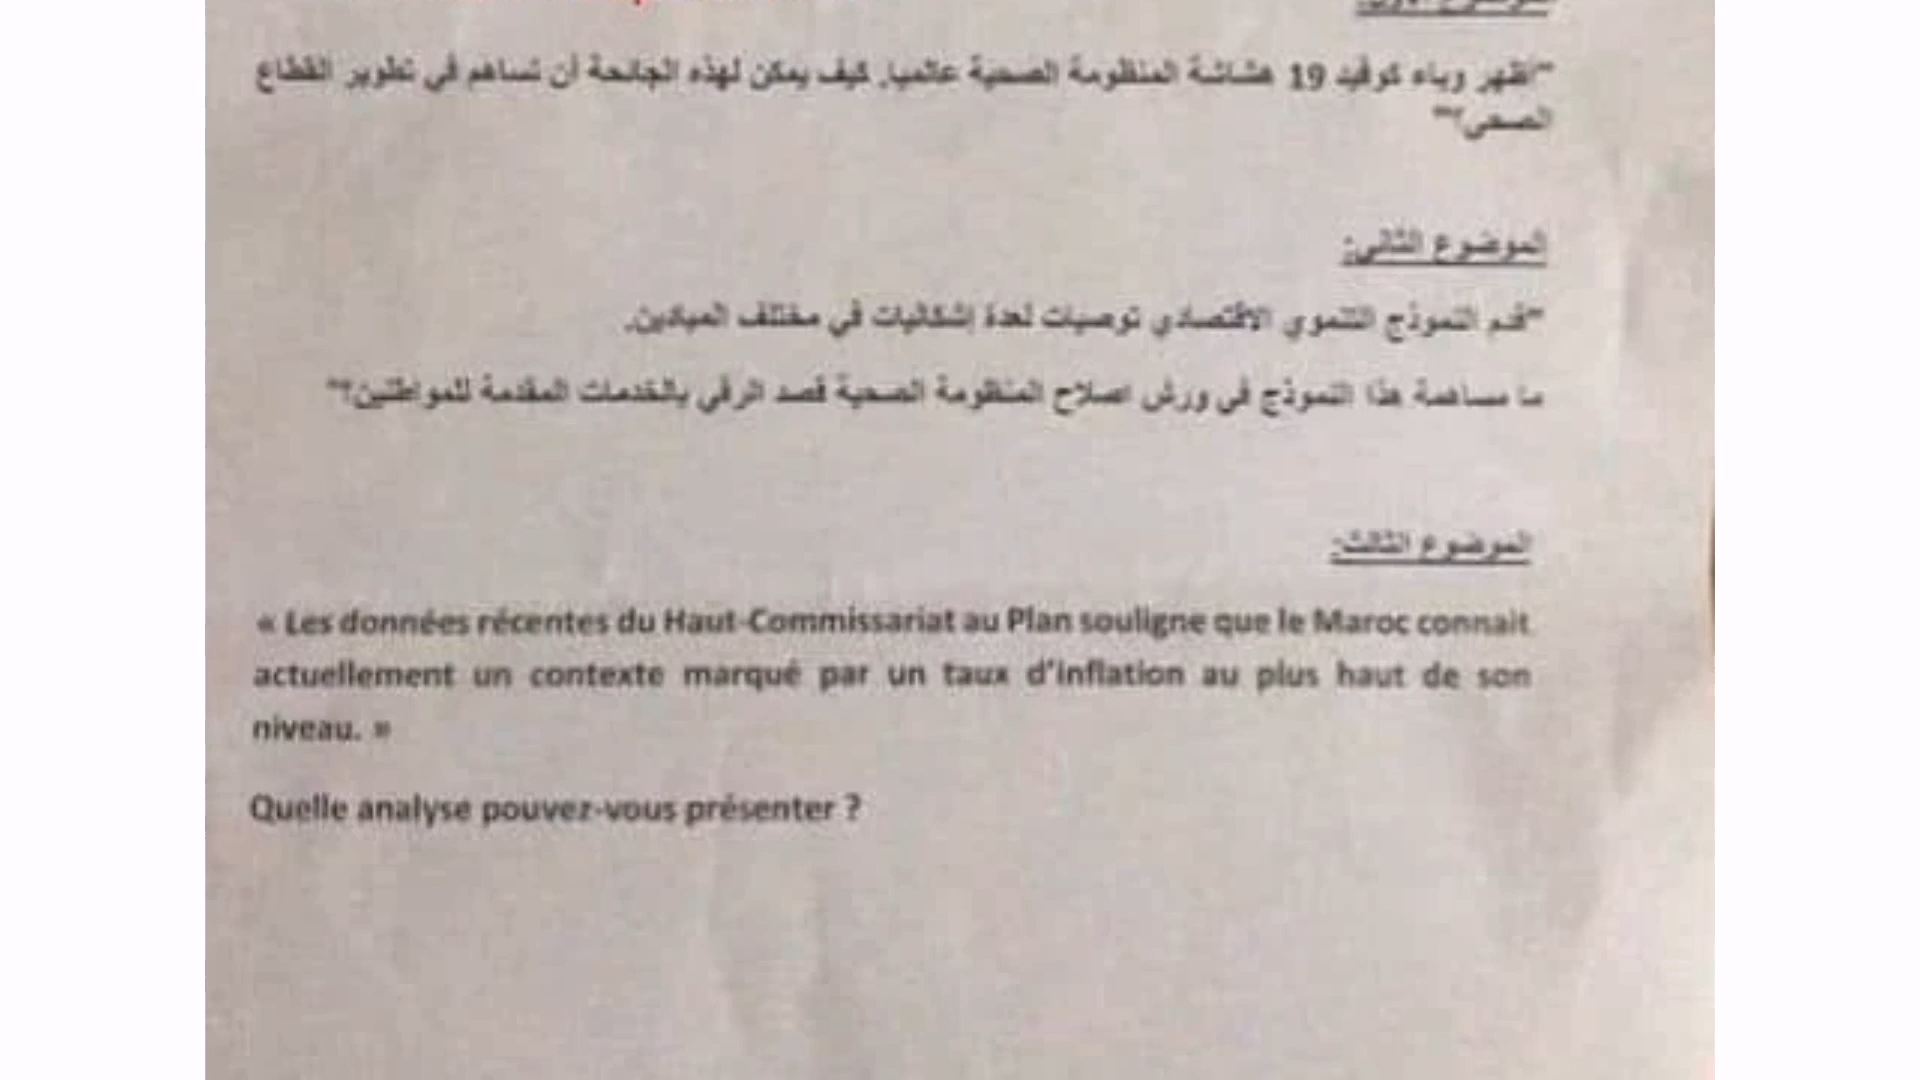 الموضوع الأول:
"اظهر وباء كوفيد 19 هشاشة المنظومة الصحية عالميا. كيف يمكن لهذه الجائحة أن تساهم في تطوير القطاع
الصحي؟"
الموضوع الثاني:
"قدم النموذج التنموي الاقتصادي توصيات لعدة إشكاليات في مختلف الميادين.
ما مساهمة هذا النموذج في ورش اصلاح المنظومة الصحية قصد الرقي بالخدمات المقدمة للمواطنين؟"
الموضوع الثالث:
« Les données récentes du Haut-Commissariat au Plan souligne que le Maroc connait
actuellement un contexte marqué par un taux d'inflation au plus haut de son
niveau. »
Quelle analyse pouvez-vous présenter ?